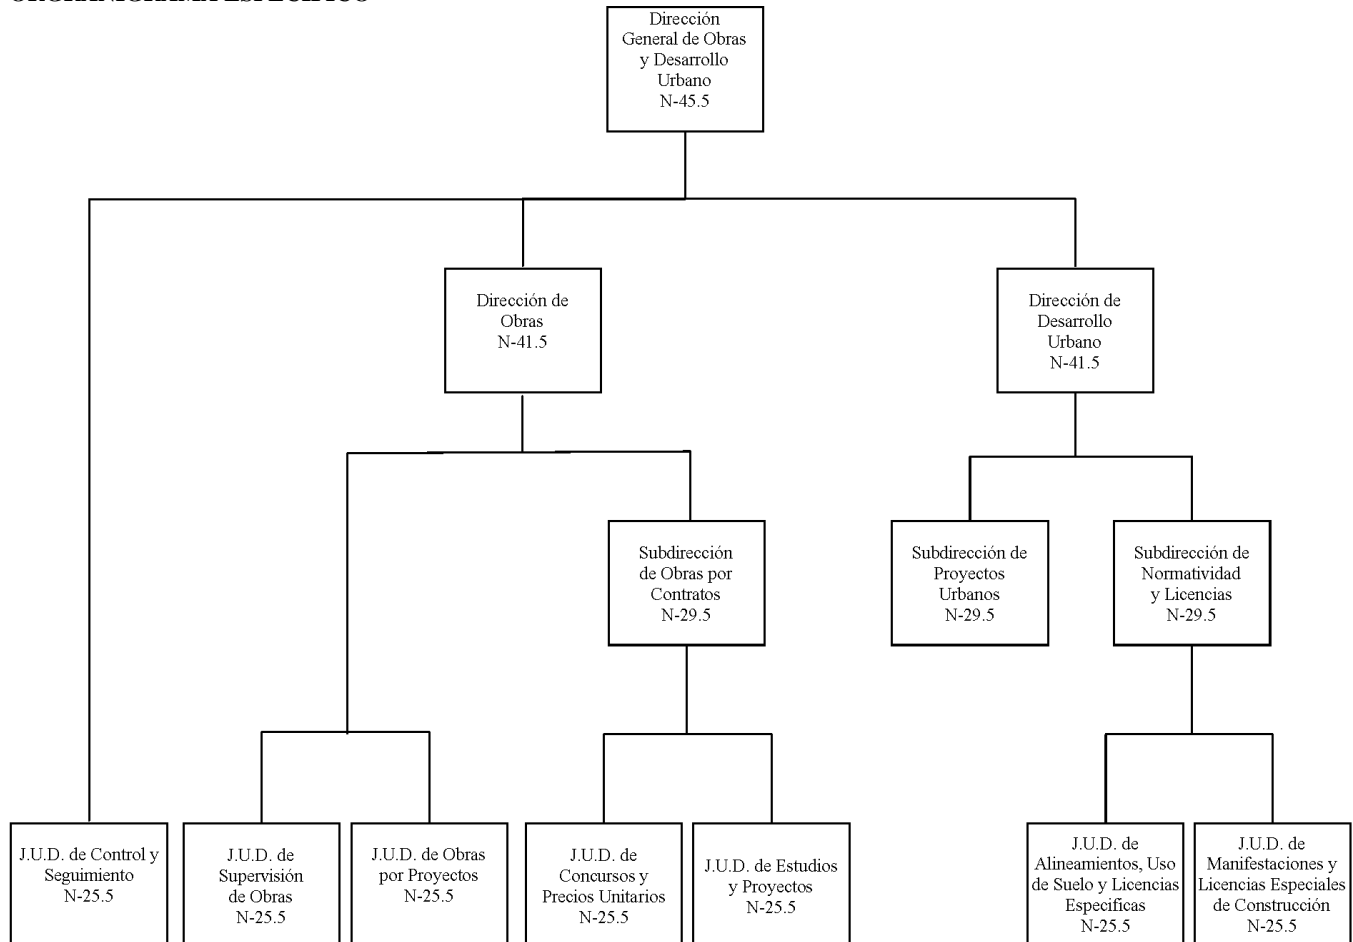 ORGRANIGRAMA ESPECIFICO
Dirección
General de Obras
y Desarrollo
Urbano
N-45.5
Dirección de
Obras
N-41.5
Dirección de
Desarrollo
Urbano
N-41.5
Subdirección
de Obras por
Contratos
N-29.5
Subdirección de
Proyectos
Urbanos
N-29.5
Subdirección de
Normatividad
y Licencias
N-29.5
J.U.D. de Control y
Seguimiento
N-25.5
J.U.D. de
Supervisión
de Obras
N-25.5
J.U.D. de Obras
por Proyectos
N-25.5
J.U.D. de
Concursos y
Precios Unitarios
N-25.5
J.U.D. de Estudios
y Proyectos
N-25.5
J.U.D. de
Alineamientos, Uso
de Suelo y Licencias
Especificas
N-25.5
J.U.D. de
Manifestaciones y
Licencias Especiales
de Construcción
N-25.5